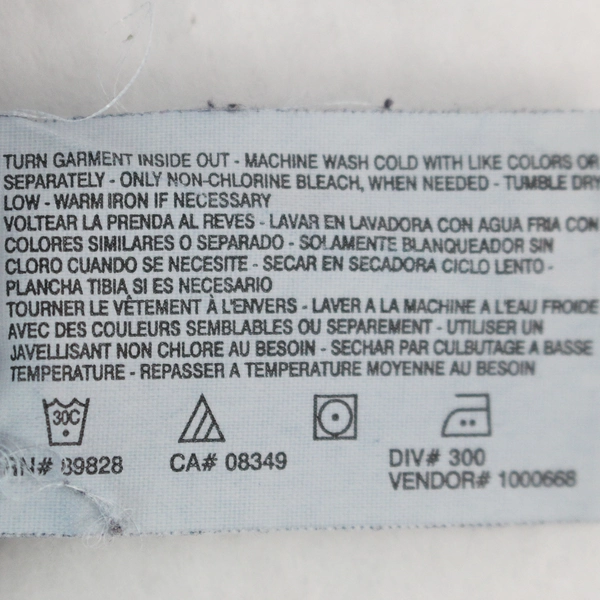 TURN GARMENT INSIDE OUT - MACHINE WASH COLD WITH LIKE COLORS OR
SEPARATELY - ONLY NON-CHLORINE BLEACH, WHEN NEEDED - TUMBLE DRY
LOW - WARM IRON IF NECESSARY
VOLTEAR LA PRENDA AL REVES - LAVAR EN LAVADORA CON AGUA FRIA CON
COLORES SIMILARES O SEPARADO - SOLAMENTE BLANQUEADOR SIN
CLORO CUANDO SE NECESITE - SECAR EN SECADORA CICLO LENTO -
PLANCHA TIBIA SI ES NECESARIO
TOURNER LE VÊTEMENT À L'ENVERS - LAVER A LA MACHINE A L'EAU FROIDE
AVEC DES COULEURS SEMBLABLES OU SEPAREMENT - UTILISER UN
JAVELLISANT NON CHLORE AU BESOIN - SECHAR PAR CULBUTAGE A BASSE
TEMPERATURE - REPASSER A TEMPERATURE MOYENNE AU BESOIN
30C
RN# 89828 CA# 08349 DIV# 300
VENDOR# 1000668